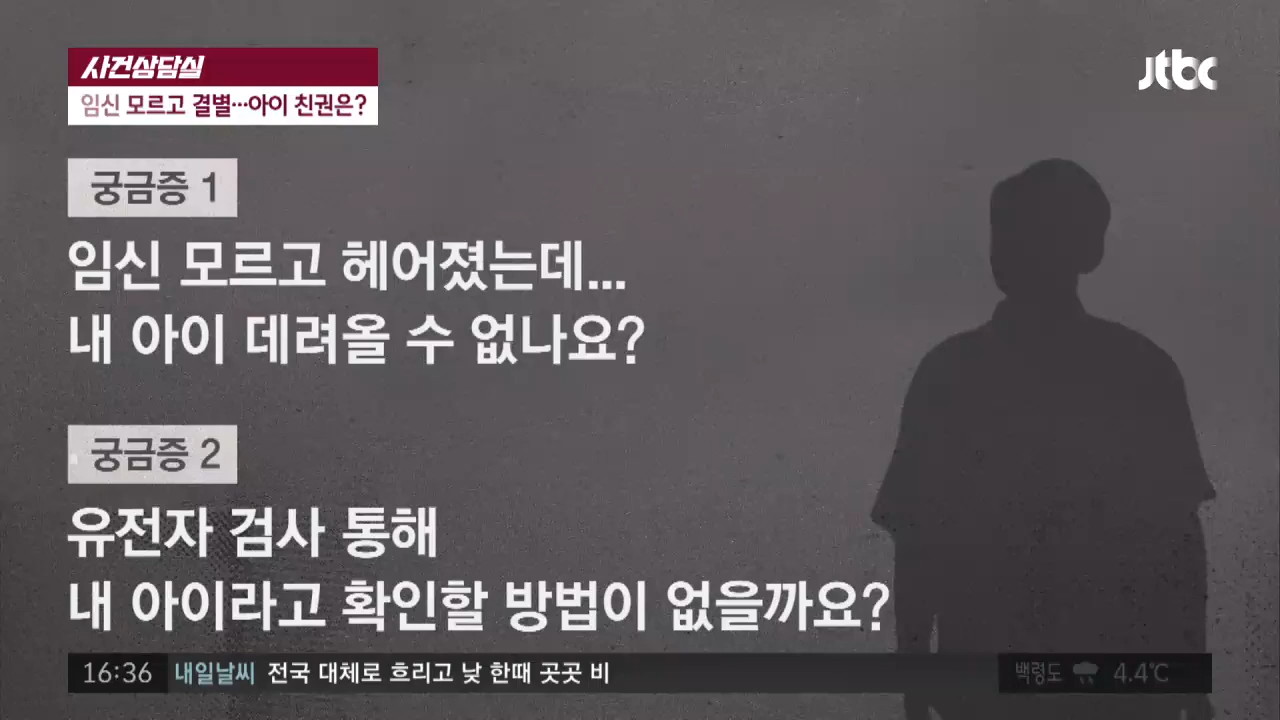 사건상담실
jtbc
임신 모르고 결별…아이 친권은?
궁금증 1
임신 모르고 헤어졌는데...
내 아이 데려올 수 없나요?
궁금증 2
유전자 검사 통해
내 아이라고 확인할 방법이 없을까요?
16:36 내일날씨 전국 대체로 흐리고 낮 한때 곳곳 비 백령도 4.4℃